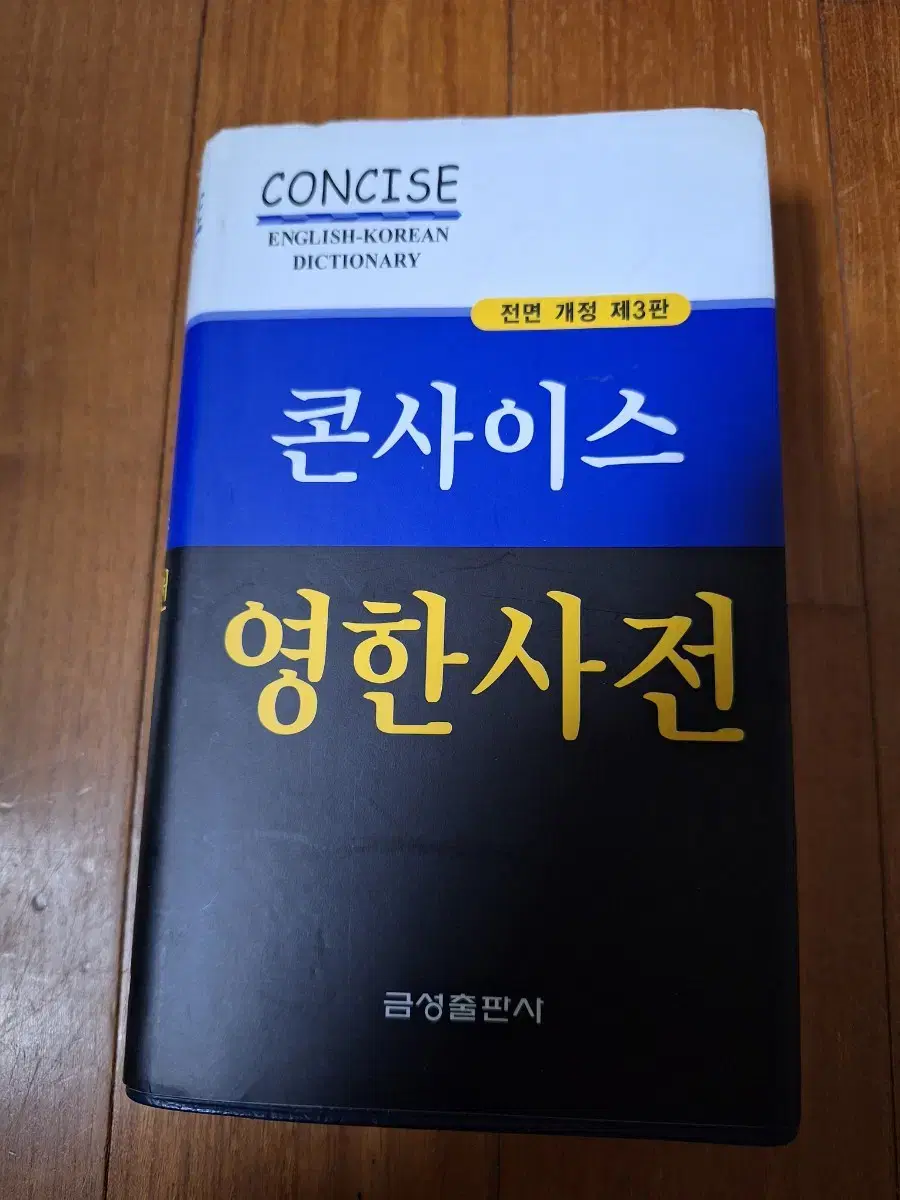 CONCISE
ENGLISH-KOREAN
DICTIONARY
전면 개정 제3판
콘사이스
영한사전
금성출판사